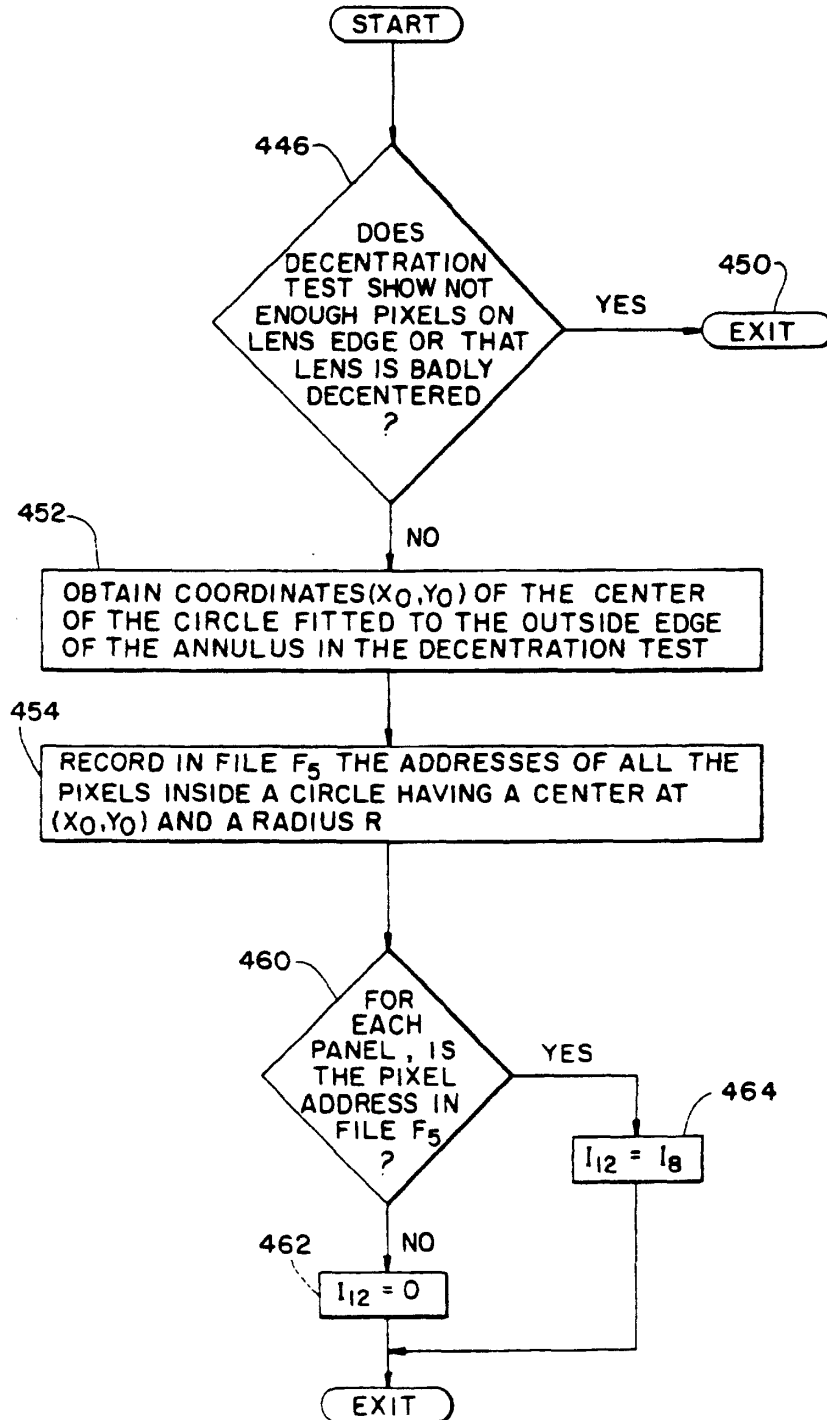 START
446
DOES
DECENTRATION
TEST SHOW NOT
ENOUGH PIXELS ON
LENS EDGE OR THAT
LENS IS BADLY
DECENTERED
?
YES
450
EXIT
NO
452
OBTAIN COORDINATES(X₀,Y₀) OF THE CENTER
OF THE CIRCLE FITTED TO THE OUTSIDE EDGE
OF THE ANNULUS IN THE DECENTRATION TEST
454
RECORD IN FILE F₅ THE ADDRESSES OF ALL THE
PIXELS INSIDE A CIRCLE HAVING A CENTER AT
(X₀,Y₀) AND A RADIUS R
460
FOR
EACH
PANEL, IS
THE PIXEL
ADDRESS IN
FILE F₅
?
YES
464
I₁₂ = I₈
NO
462
I₁₂ = 0
EXIT